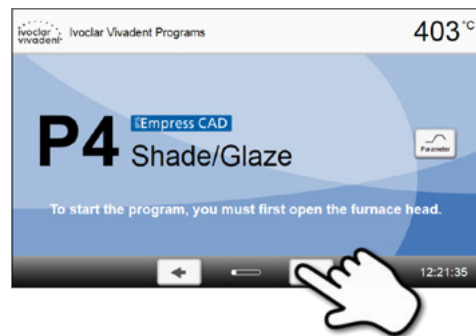 ivoclar vivadent Ivoclar Vivadent Programs 403°C
P4 IPS Empress CAD
Shade/Glaze
Parameter
To start the program, you must first open the furnace head.
12:21:35